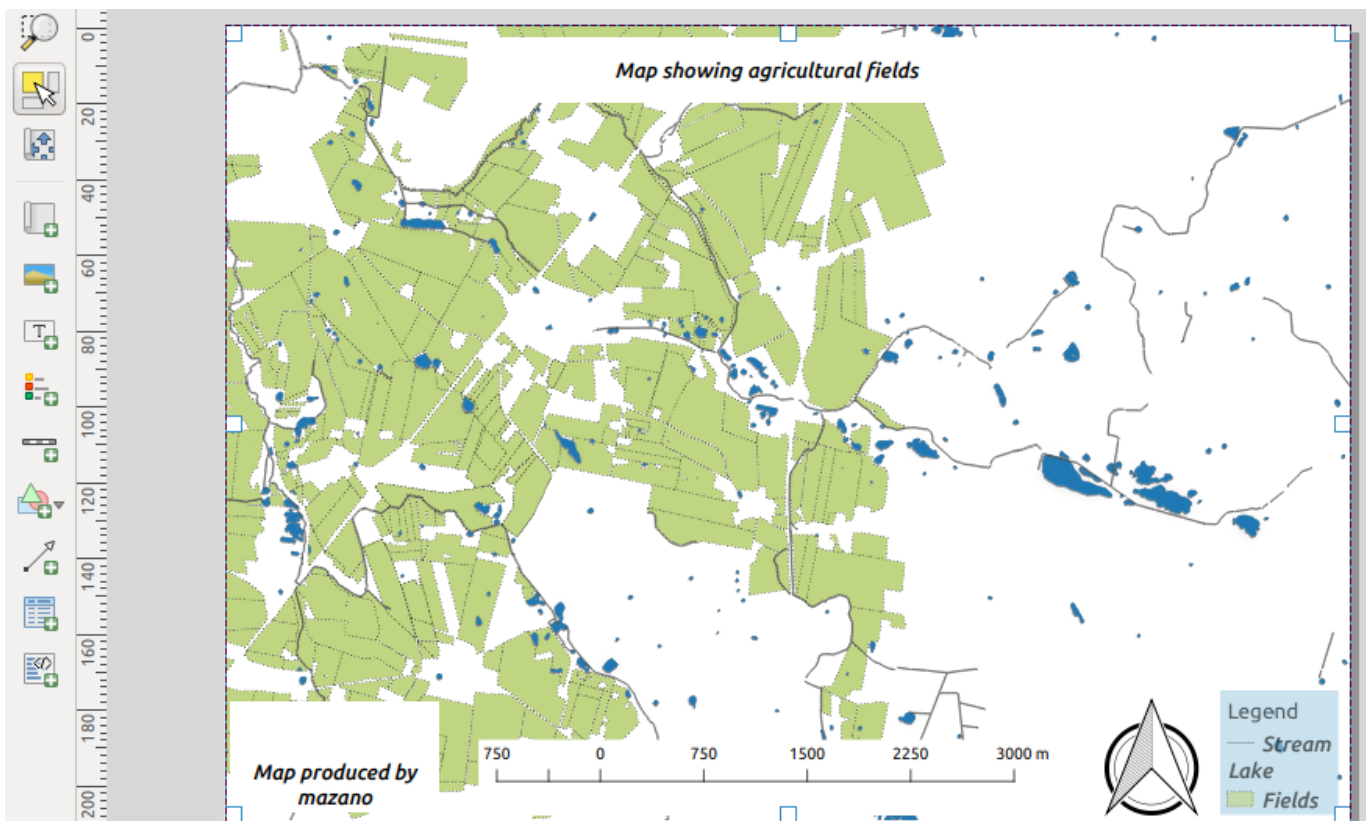 Map showing agricultural fields
0
20
40
60
80
100
120
140
160
180
200
T
Map produced by
mazano
750 0 750 1500 2250 3000 m
Legend
Stream
Lake
Fields